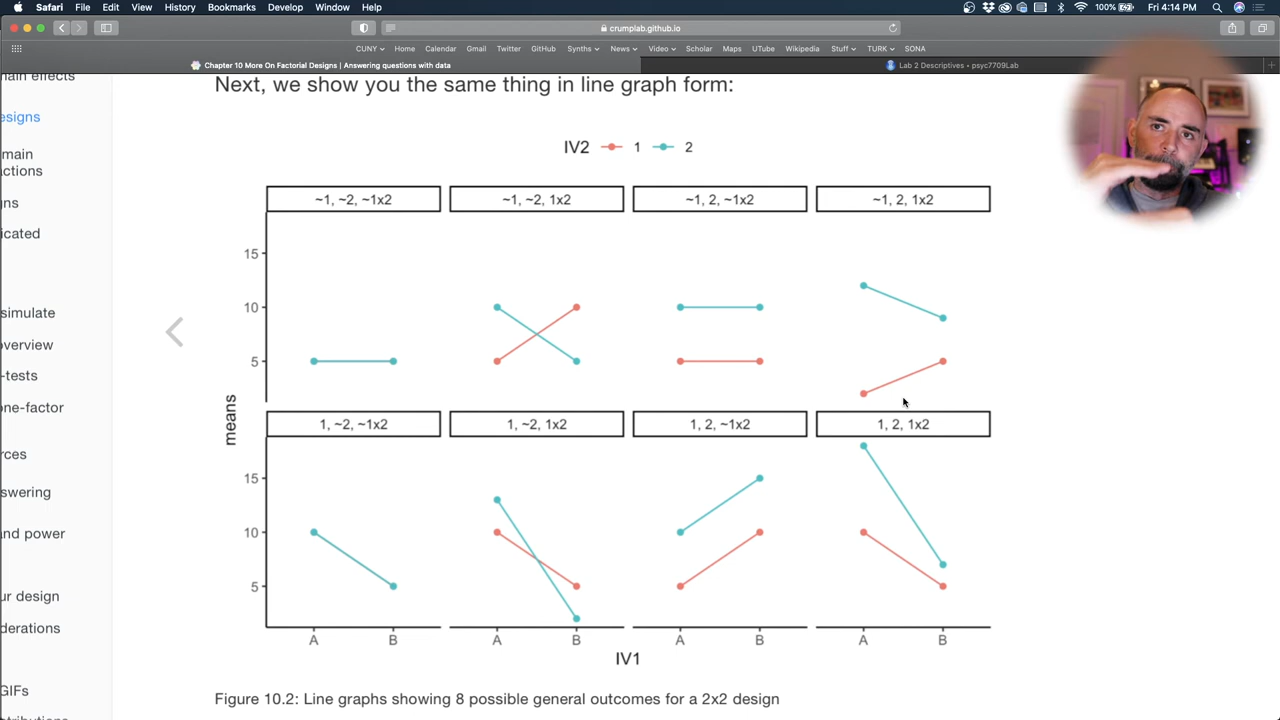 Safari File Edit View History Bookmarks Develop Window Help 100% Fri 4:14 PM
crumplab.github.io
CUNY Home Calendar Gmail Twitter GitHub Synths News Video Scholar Maps UTube Wikipedia Stuff TURK SONA
Chapter 10 More On Factorial Designs | Answering questions with data
Lab 2 Descriptives • psyc7709Lab
main effects
esigns
main
actions
gns
icated
simulate
overview
-tests
one-factor
rces
swering
and power
ur design
derations
GIFs
Next, we show you the same thing in line graph form:
IV2 1 2
~1, ~2, ~1x2 ~1, ~2, 1x2 ~1, 2, ~1x2 ~1, 2, 1x2
15
10
5
means
1, ~2, ~1x2 1, ~2, 1x2 1, 2, ~1x2 1, 2, 1x2
15
10
5
A B A B A B A B
IV1
Figure 10.2: Line graphs showing 8 possible general outcomes for a 2x2 design